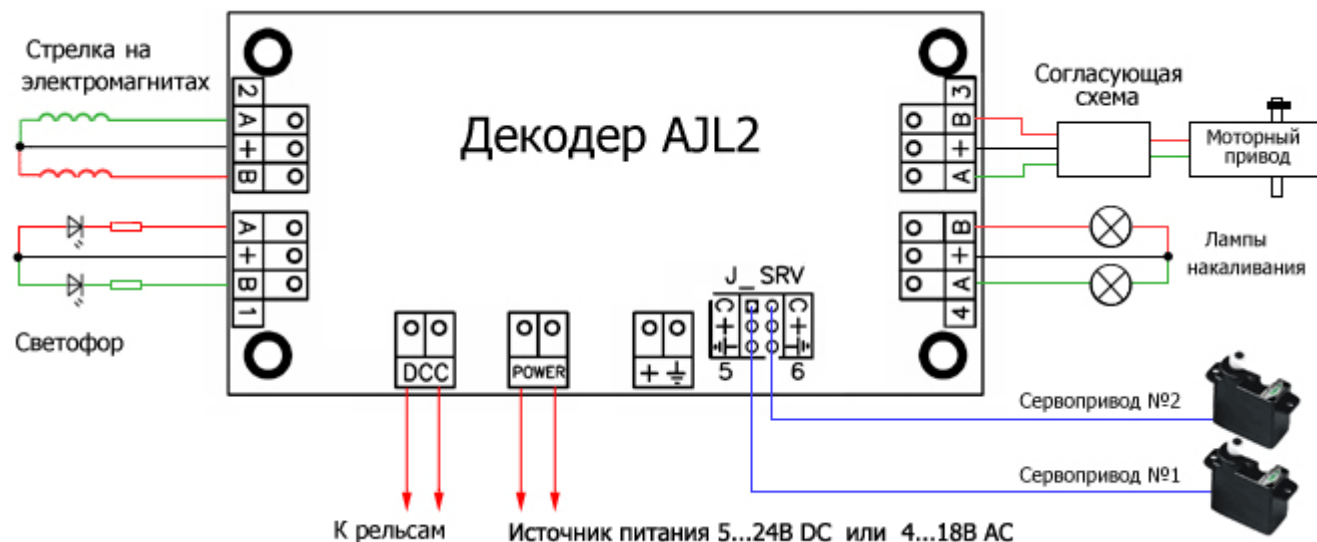 Стрелка на
электромагнитах
2
A
+
B
A
+
B
1
Светофор
Декодер AJL2
3
B
+
A
B
+
A
4
Согласующая
схема
Моторный
привод
Лампы
накаливания
J_SRV
C
+
5
C
+
6
DCC
POWER
+
Сервопривод №2
Сервопривод №1
К рельсам
Источник питания 5...24В DC или 4...18В AC